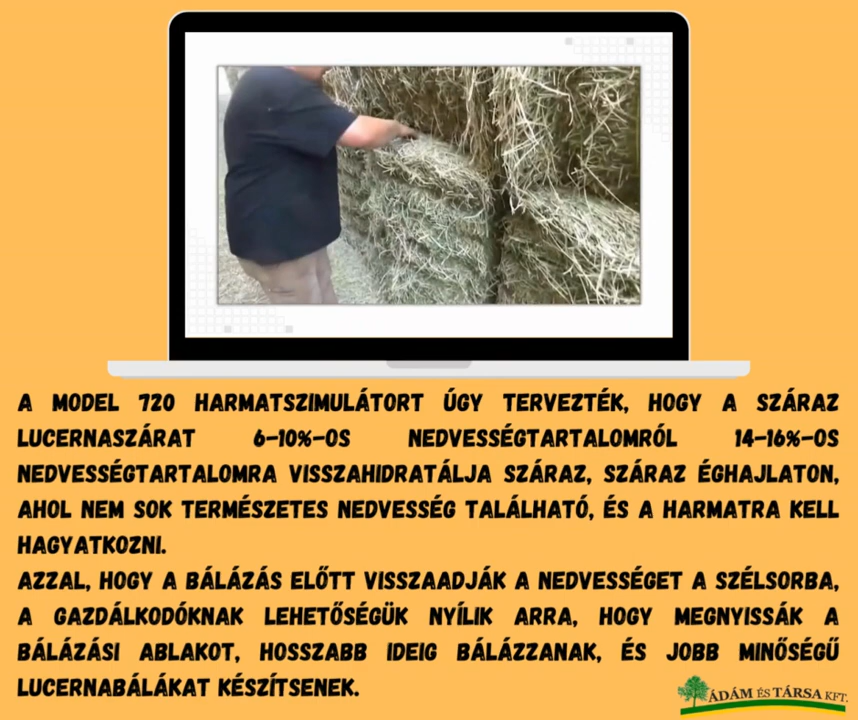 A MODEL 720 HARMATSZIMULÁTORT ÚGY TERVEZTÉK, HOGY A SZÁRAZ
LUCERNASZÁRAT 6-10%-OS NEDVESSÉGTARTALOMRÓL 14-16%-OS
NEDVESSÉGTARTALOMRA VISSZAHIDRATÁLJA SZÁRAZ, SZÁRAZ ÉGHAJLATON,
AHOL NEM SOK TERMÉSZETES NEDVESSÉG TALÁLHATÓ, ÉS A HARMATRA KELL
HAGYATKOZNI.
AZZAL, HOGY A BÁLÁZÁS ELŐTT VISSZAADJÁK A NEDVESSÉGET A SZÉLSORBA,
A GAZDÁLKODÓKNAK LEHETŐSÉGÜK NYÍLIK ARRA, HOGY MEGNYISSÁK A
BÁLÁZÁSI ABLAKOT, HOSSZABB IDEIG BÁLÁZZANAK, ÉS JOBB MINŐSÉGŰ
LUCERNABÁLÁKAT KÉSZÍTSENEK.
ÁDÁM ÉS TÁRSA KFT.